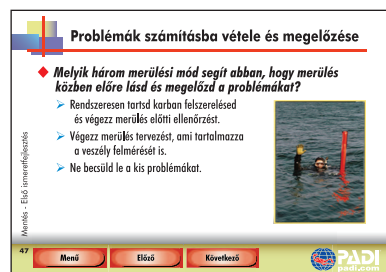 Problémák számításba vétele és megelőzése
Melyik három merülési mód segít abban, hogy merülés
közben előre lásd és megelőzd a problémákat?
Rendszeresen tartsd karban felszerelésed
és végezz merülés előtti ellenőrzést.
Végezz merülés tervezést, ami tartalmazza
a veszély felmérését is.
Ne becsüld le a kis problémákat.
Mentés - Első ismeretfejlesztés
47
Menű
Előző
Következő
PADI
padi.com